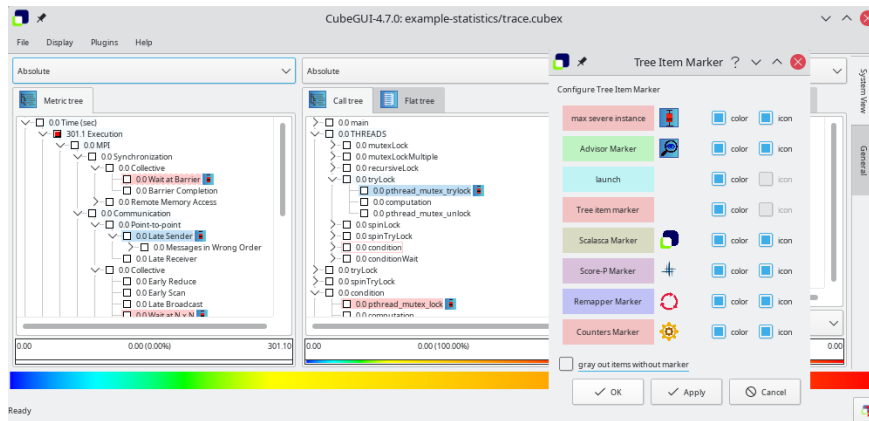 CubeGUI-4.7.0: example-statistics/trace.cubex
File Display Plugins Help
Absolute
Metric tree
0.0 Time (sec)
301.1 Execution
0.0 MPI
0.0 Synchronization
0.0 Collective
0.0 Wait at Barrier
0.0 Barrier Completion
0.0 Remote Memory Access
0.0 Communication
0.0 Point-to-point
0.0 Late Sender
0.0 Messages in Wrong Order
0.0 Late Receiver
0.0 Collective
0.0 Early Reduce
0.0 Early Scan
0.0 Late Broadcast
0.0 Wait at N x N
0.00 0.00 (0.00%) 301.10
Absolute
Call tree Flat tree
0.0 main
0.0 THREADS
0.0 mutexLock
0.0 mutexLockMultiple
0.0 recursiveLock
0.0 tryLock
0.0 pthread_mutex_trylock
0.0 computation
0.0 pthread_mutex_unlock
0.0 spinLock
0.0 spinTryLock
0.0 condition
0.0 conditionWait
0.0 tryLock
0.0 spinTryLock
0.0 condition
0.0 pthread_mutex_lock
0.0 computation
0.00 0.00 (100.00%) 0.00
Tree Item Marker
Configure Tree Item Marker
max severe instance color icon
Advisor Marker color icon
launch color icon
Tree item marker color icon
Scalasca Marker color icon
Score-P Marker color icon
Remapper Marker color icon
Counters Marker color icon
gray out items without marker
OK Apply Cancel
System View
General
Ready